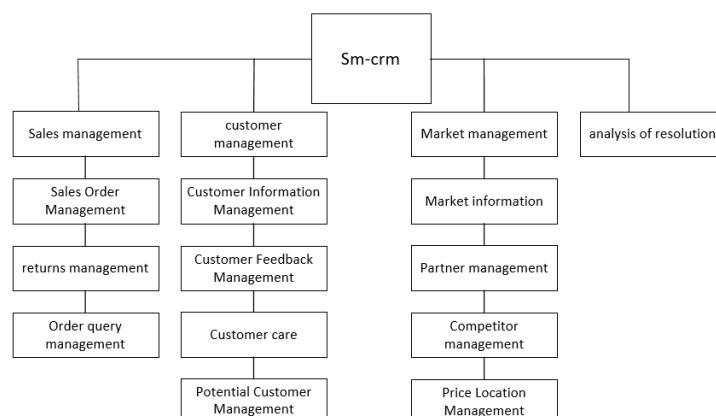 Sm-crm
Sales management
customer
management
Market management
analysis of resolution
Sales Order
Management
Customer Information
Management
Market information
returns management
Customer Feedback
Management
Partner management
Order query
management
Customer care
Competitor
management
Potential Customer
Management
Price Location
Management